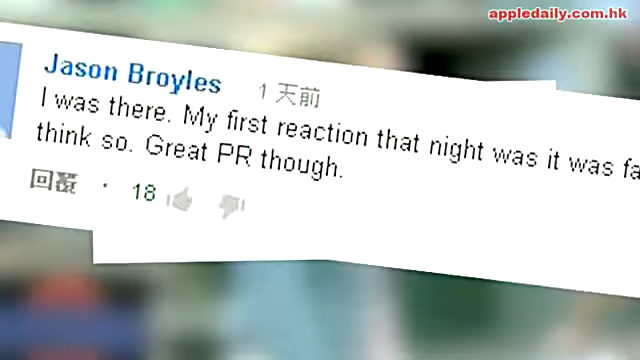 appledaily.com.hk
Jason Broyles 1 天前
I was there. My first reaction that night was it was fa
think so. Great PR though.
回覆 · 18